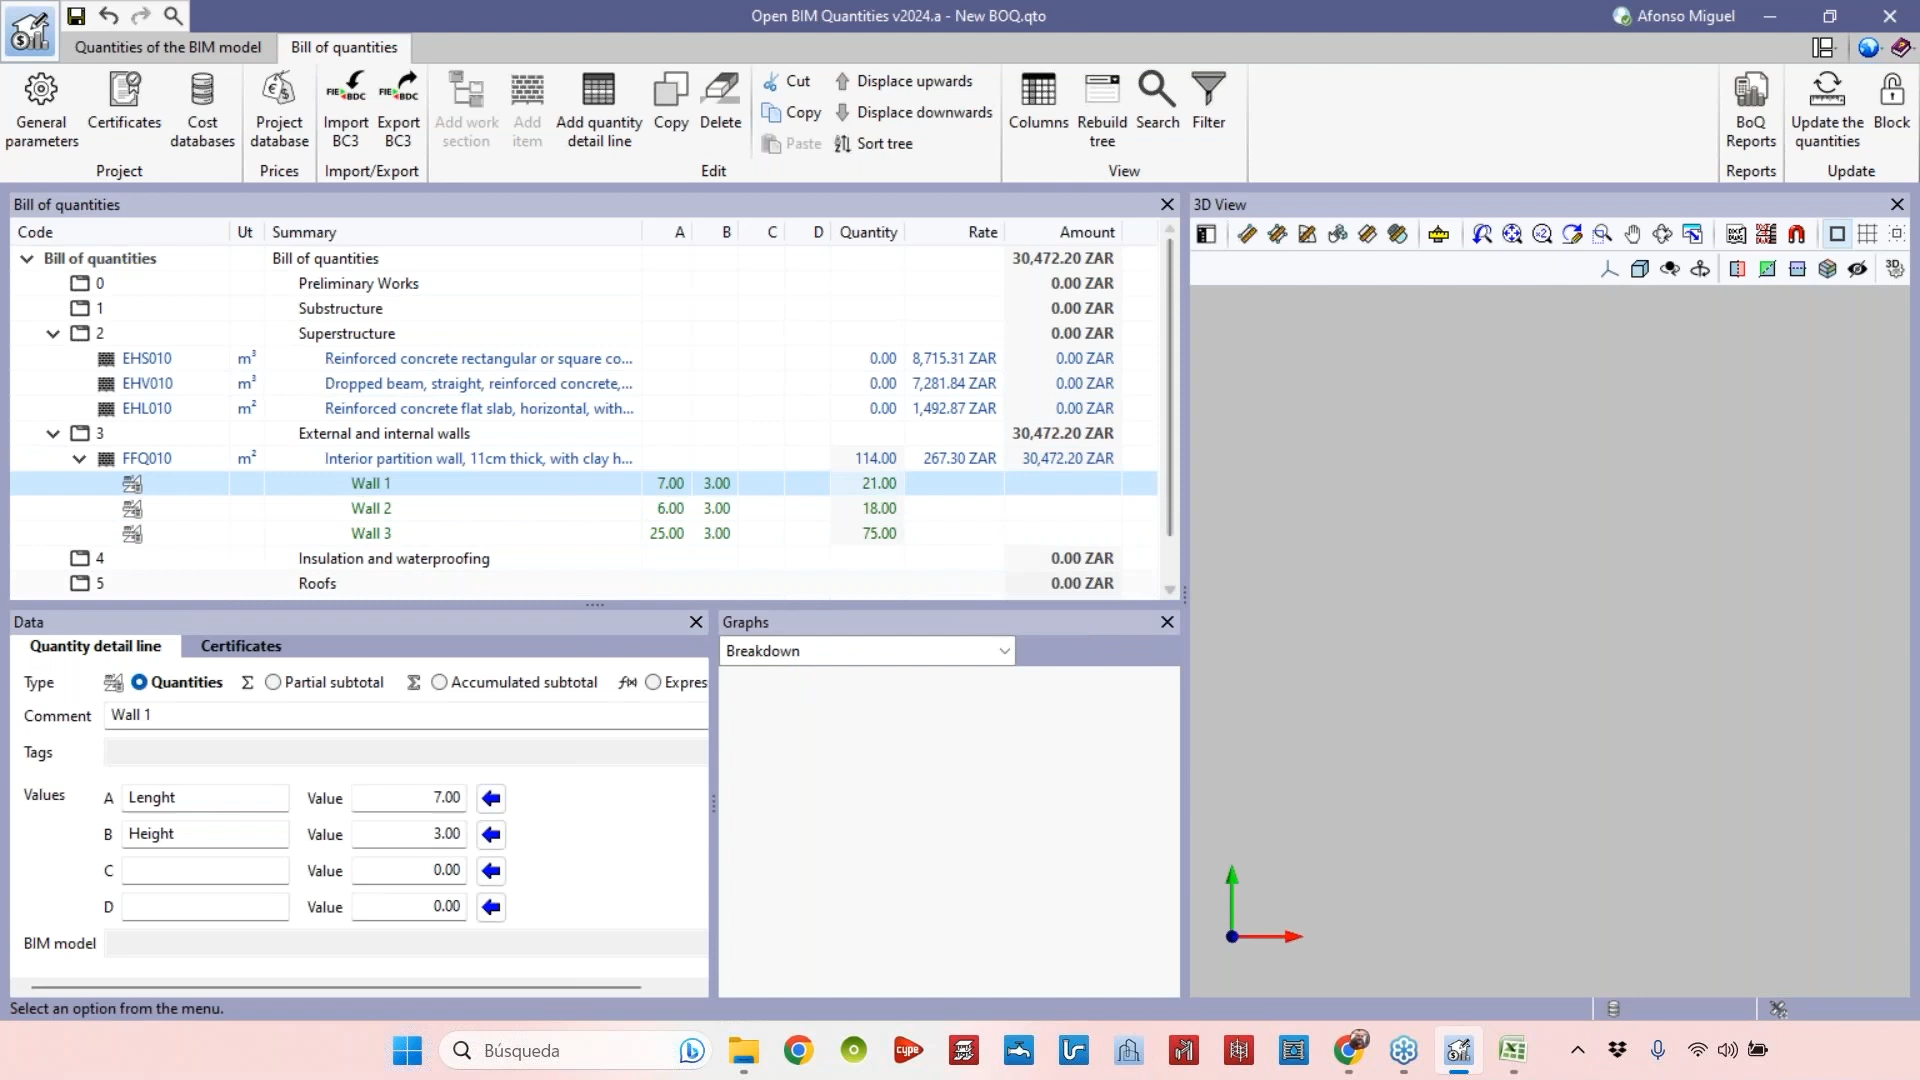 Open BIM Quantities v2024.a - New BOQ.qto
Afonso Miguel
Quantities of the BIM model
Bill of quantities
General parameters
Certificates
Cost databases
Project database
Import BC3
Export BC3
Add work section
Add item
Add quantity detail line
Copy
Delete
Cut
Copy
Paste
Displace upwards
Displace downwards
Sort tree
Columns
Rebuild tree
Search
Filter
BoQ Reports
Update the quantities
Block
Project
Prices
Import/Export
Edit
View
Reports
Update
Bill of quantities
Code Ut Summary A B C D Quantity Rate Amount
Bill of quantities Bill of quantities 30,472.20 ZAR
0 Preliminary Works 0.00 ZAR
1 Substructure 0.00 ZAR
2 Superstructure 0.00 ZAR
EHS010 m³ Reinforced concrete rectangular or square co... 0.00 8,715.31 ZAR 0.00 ZAR
EHV010 m³ Dropped beam, straight, reinforced concrete,... 0.00 7,281.84 ZAR 0.00 ZAR
EHL010 m² Reinforced concrete flat slab, horizontal, with... 0.00 1,492.87 ZAR 0.00 ZAR
3 External and internal walls 30,472.20 ZAR
FFQ010 m² Interior partition wall, 11cm thick, with clay h... 114.00 267.30 ZAR 30,472.20 ZAR
Wall 1 7.00 3.00 21.00
Wall 2 6.00 3.00 18.00
Wall 3 25.00 3.00 75.00
4 Insulation and waterproofing 0.00 ZAR
5 Roofs 0.00 ZAR
3D View
Data
Quantity detail line Certificates
Type Quantities Σ Partial subtotal Σ Accumulated subtotal Expres
Comment Wall 1
Tags
Values A Lenght Value 7.00
B Height Value 3.00
C Value 0.00
D Value 0.00
BIM model
Graphs
Breakdown
Select an option from the menu.
Búsqueda